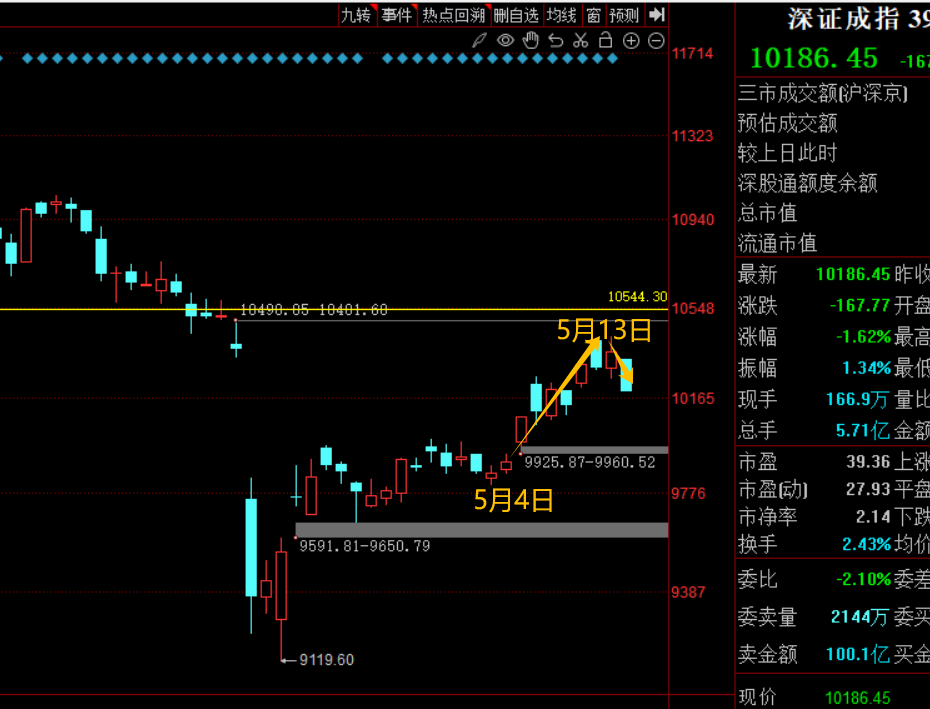 九转 事件 热点回溯 删自选 均线 窗 预测
11714
11323
10940
10548
10165
9776
9387
10544.30
10490.05 10401.60
5月13日
9925.87-9960.52
5月4日
9591.81-9650.79
←9119.60
深证成指 39
10186.45 -167
三市成交额(沪深京)
预估成交额
较上日此时
深股通额度余额
总市值
流通市值
最新 10186.45 昨收
涨跌 -167.77 开盘
涨幅 -1.62% 最高
振幅 1.34% 最低
现手 166.9万 量比
总手 5.71亿 金额
市盈 39.36 上涨
市盈(动) 27.93 平盘
市净率 2.14 下跌
换手 2.43% 均价
委比 -2.10% 委差
委卖量 2144万 委买
卖金额 100.1亿 买金
现价 10186.45